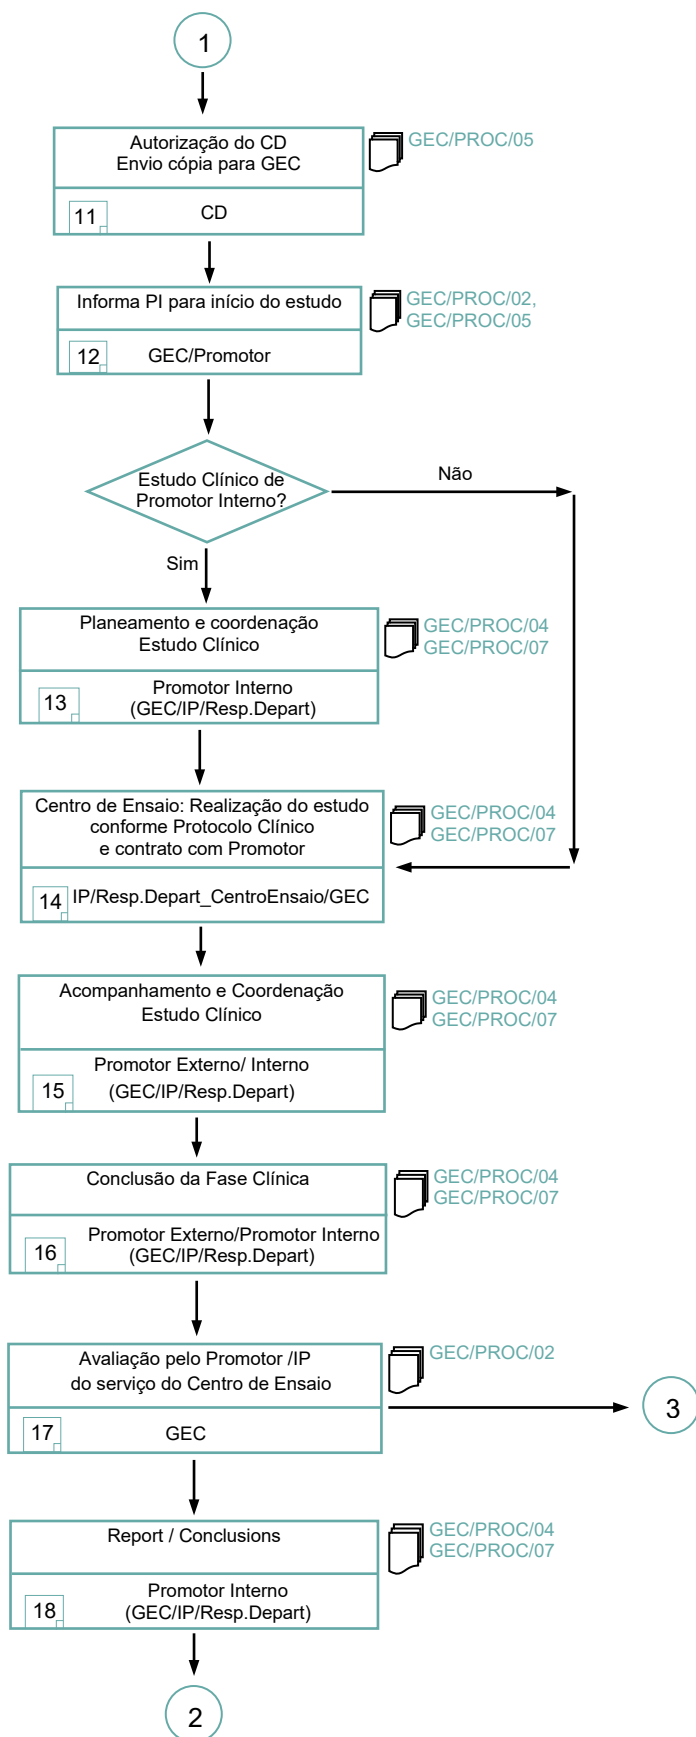 1
Autorização do CD
Envio cópia para GEC
GEC/PROC/05
11
CD
Informa PI para início do estudo
GEC/PROC/02,
GEC/PROC/05
12
GEC/Promotor
Estudo Clínico de
Promotor Interno?
Não
Sim
Planeamento e coordenação
Estudo Clínico
GEC/PROC/04
GEC/PROC/07
13
Promotor Interno
(GEC/IP/Resp.Depart)
Centro de Ensaio: Realização do estudo
conforme Protocolo Clínico
e contrato com Promotor
GEC/PROC/04
GEC/PROC/07
14
IP/Resp.Depart_CentroEnsaio/GEC
Acompanhamento e Coordenação
Estudo Clínico
GEC/PROC/04
GEC/PROC/07
15
Promotor Externo/ Interno
(GEC/IP/Resp.Depart)
Conclusão da Fase Clínica
GEC/PROC/04
GEC/PROC/07
16
Promotor Externo/Promotor Interno
(GEC/IP/Resp.Depart)
Avaliação pelo Promotor /IP
do serviço do Centro de Ensaio
GEC/PROC/02
17
GEC
3
Report / Conclusions
GEC/PROC/04
GEC/PROC/07
18
Promotor Interno
(GEC/IP/Resp.Depart)
2